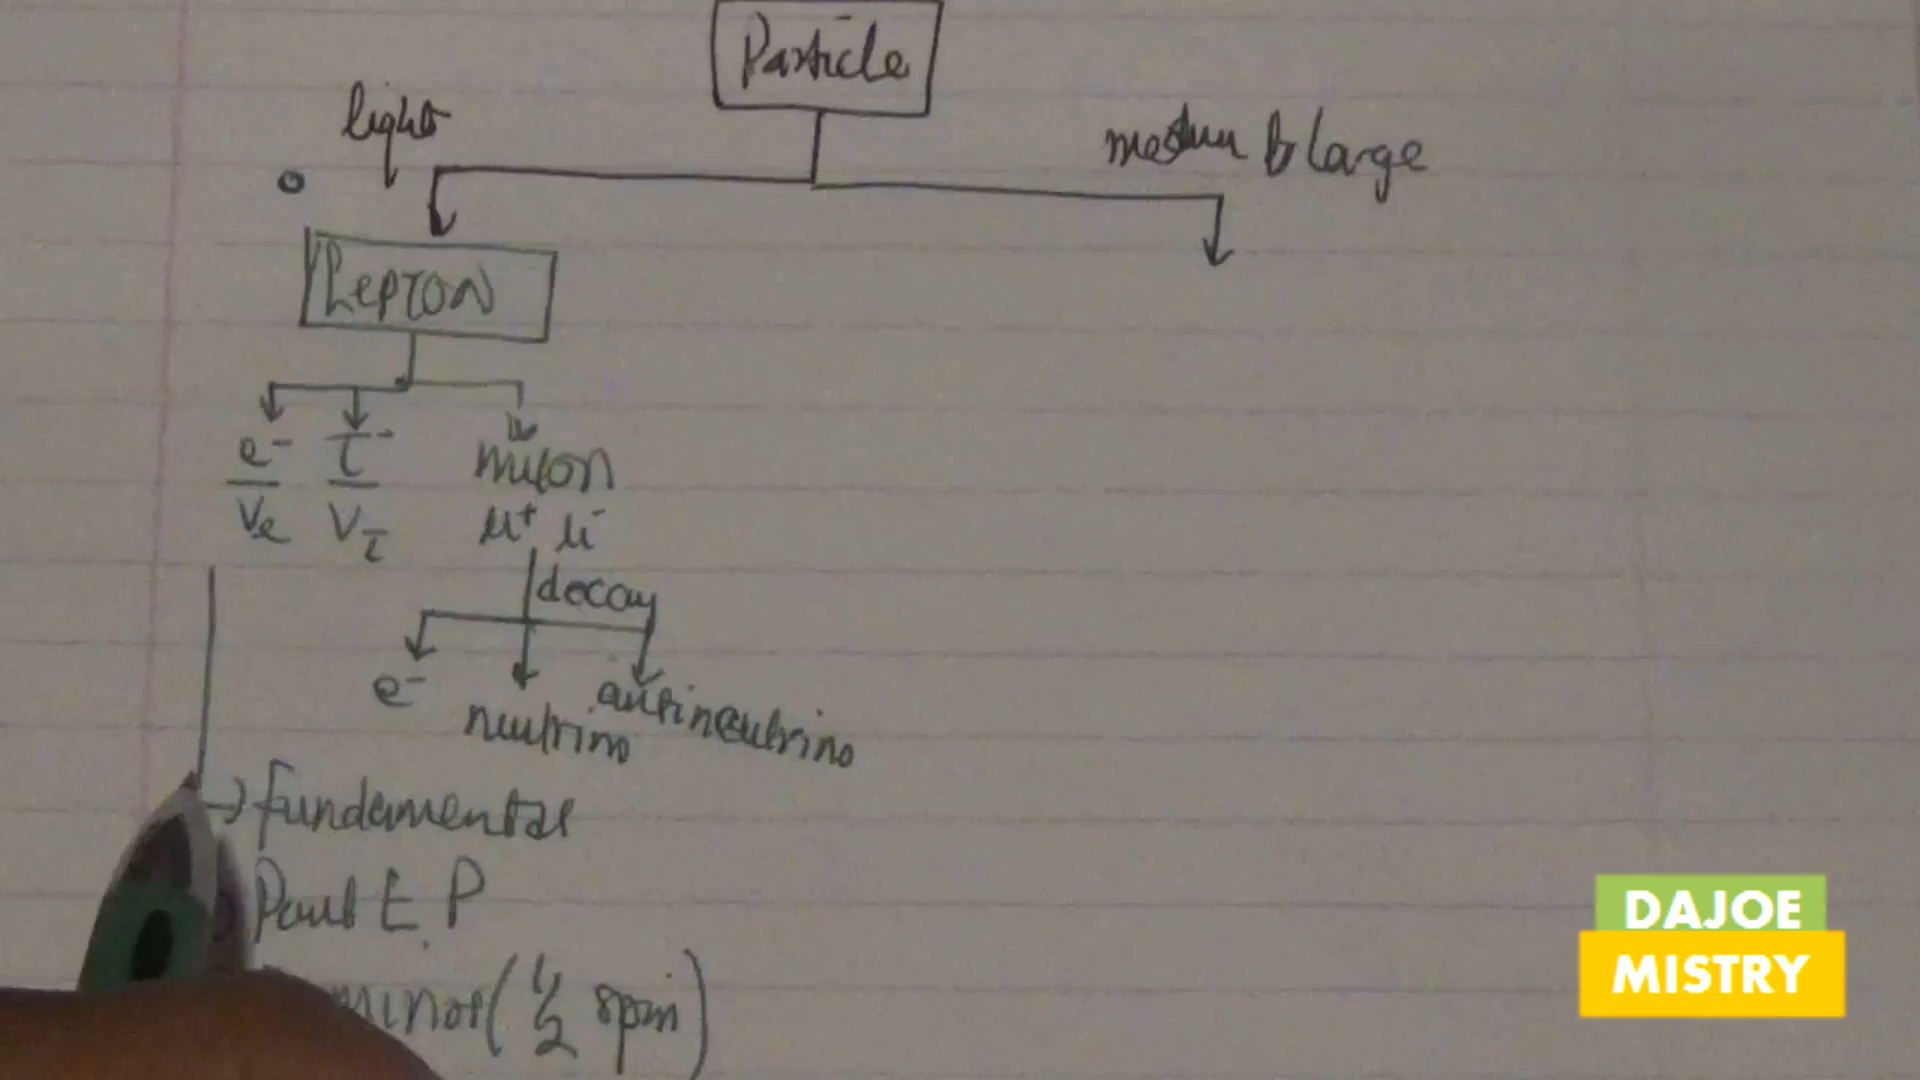 Particle
light
medium & large
Lepton
e⁻ τ⁻ muon
νe ντ μ⁺ μ⁻
decay
e⁻
neutrino antineutrino
→ fundamental
Pauli E. P
(1/2 spin)
DAJOE
MISTRY